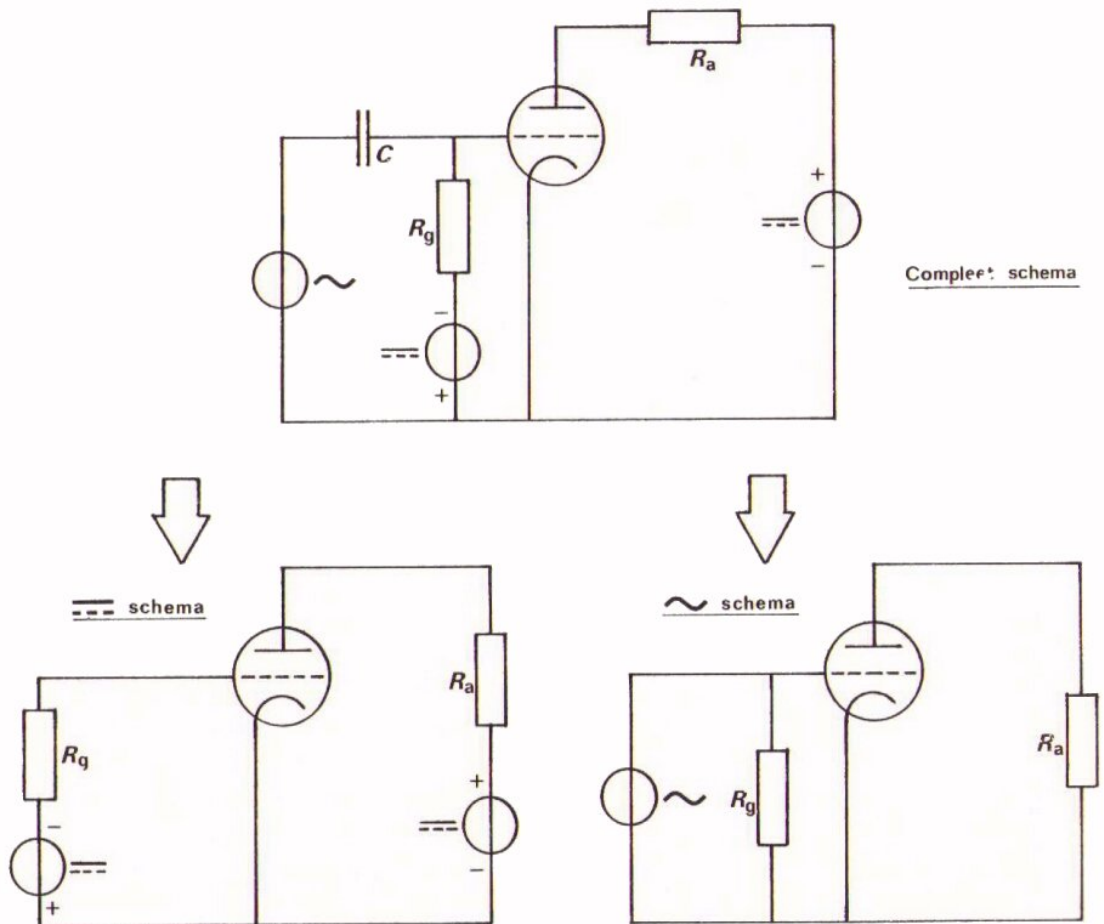 Ra
C
Rg
+
-
-
+
Compleet schema
schema
schema
Rg
-
+
Ra
+
-
Rg
Ra